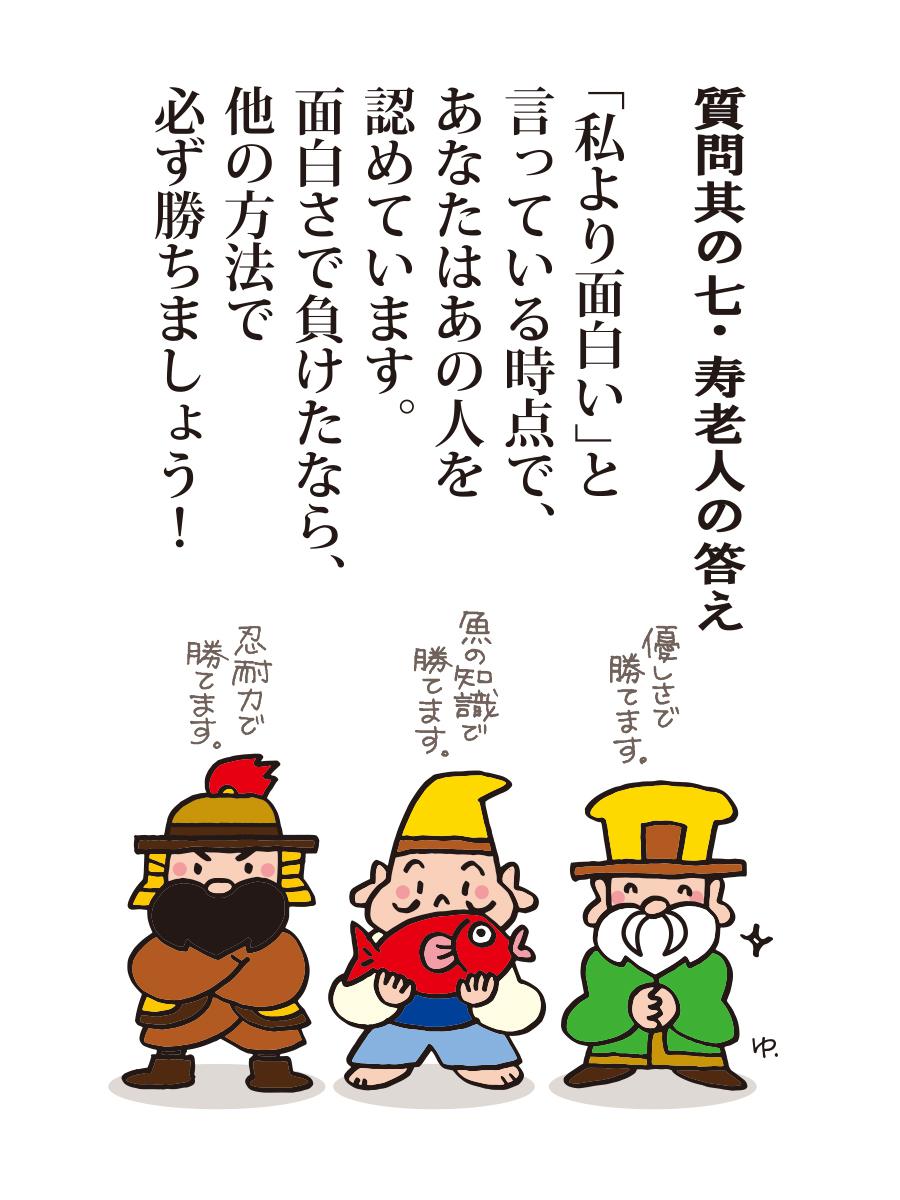 質問其の七・寿老人の答え
「私より面白い」と
言っている時点で、
あなたはあの人を
認めています。
面白さで負けたなら、
他の方法で
必ず勝ちましょう！
優しさで
勝てます。
魚の知識で
勝てます。
忍耐力で
勝てます。
ゆ.